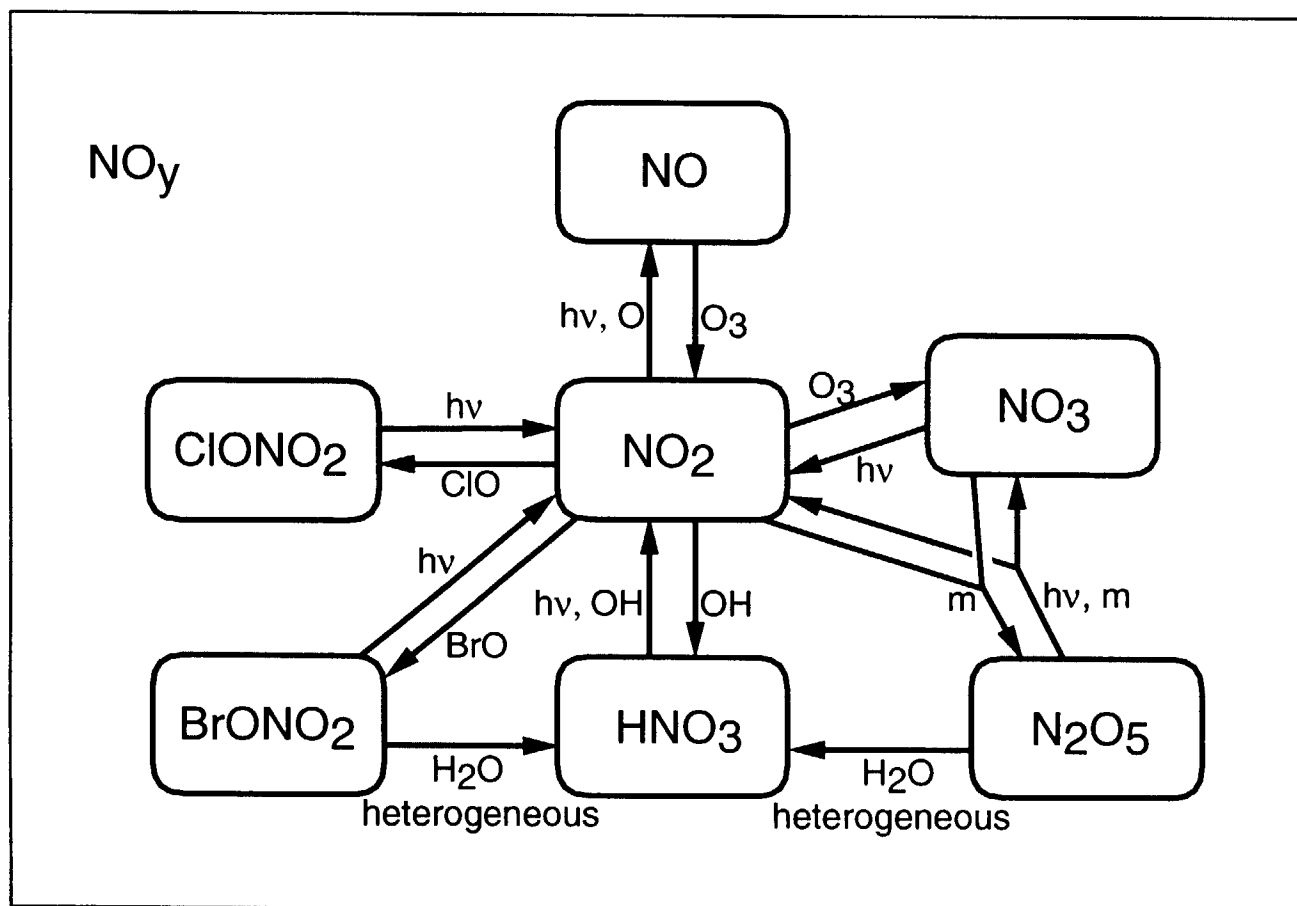 NOy
NO
hν, O
O3
ClONO2
hν
ClO
NO2
O3
hν
NO3
hν
BrO
hν, OH
OH
m
hν, m
BrONO2
H2O
heterogeneous
HNO3
H2O
heterogeneous
N2O5